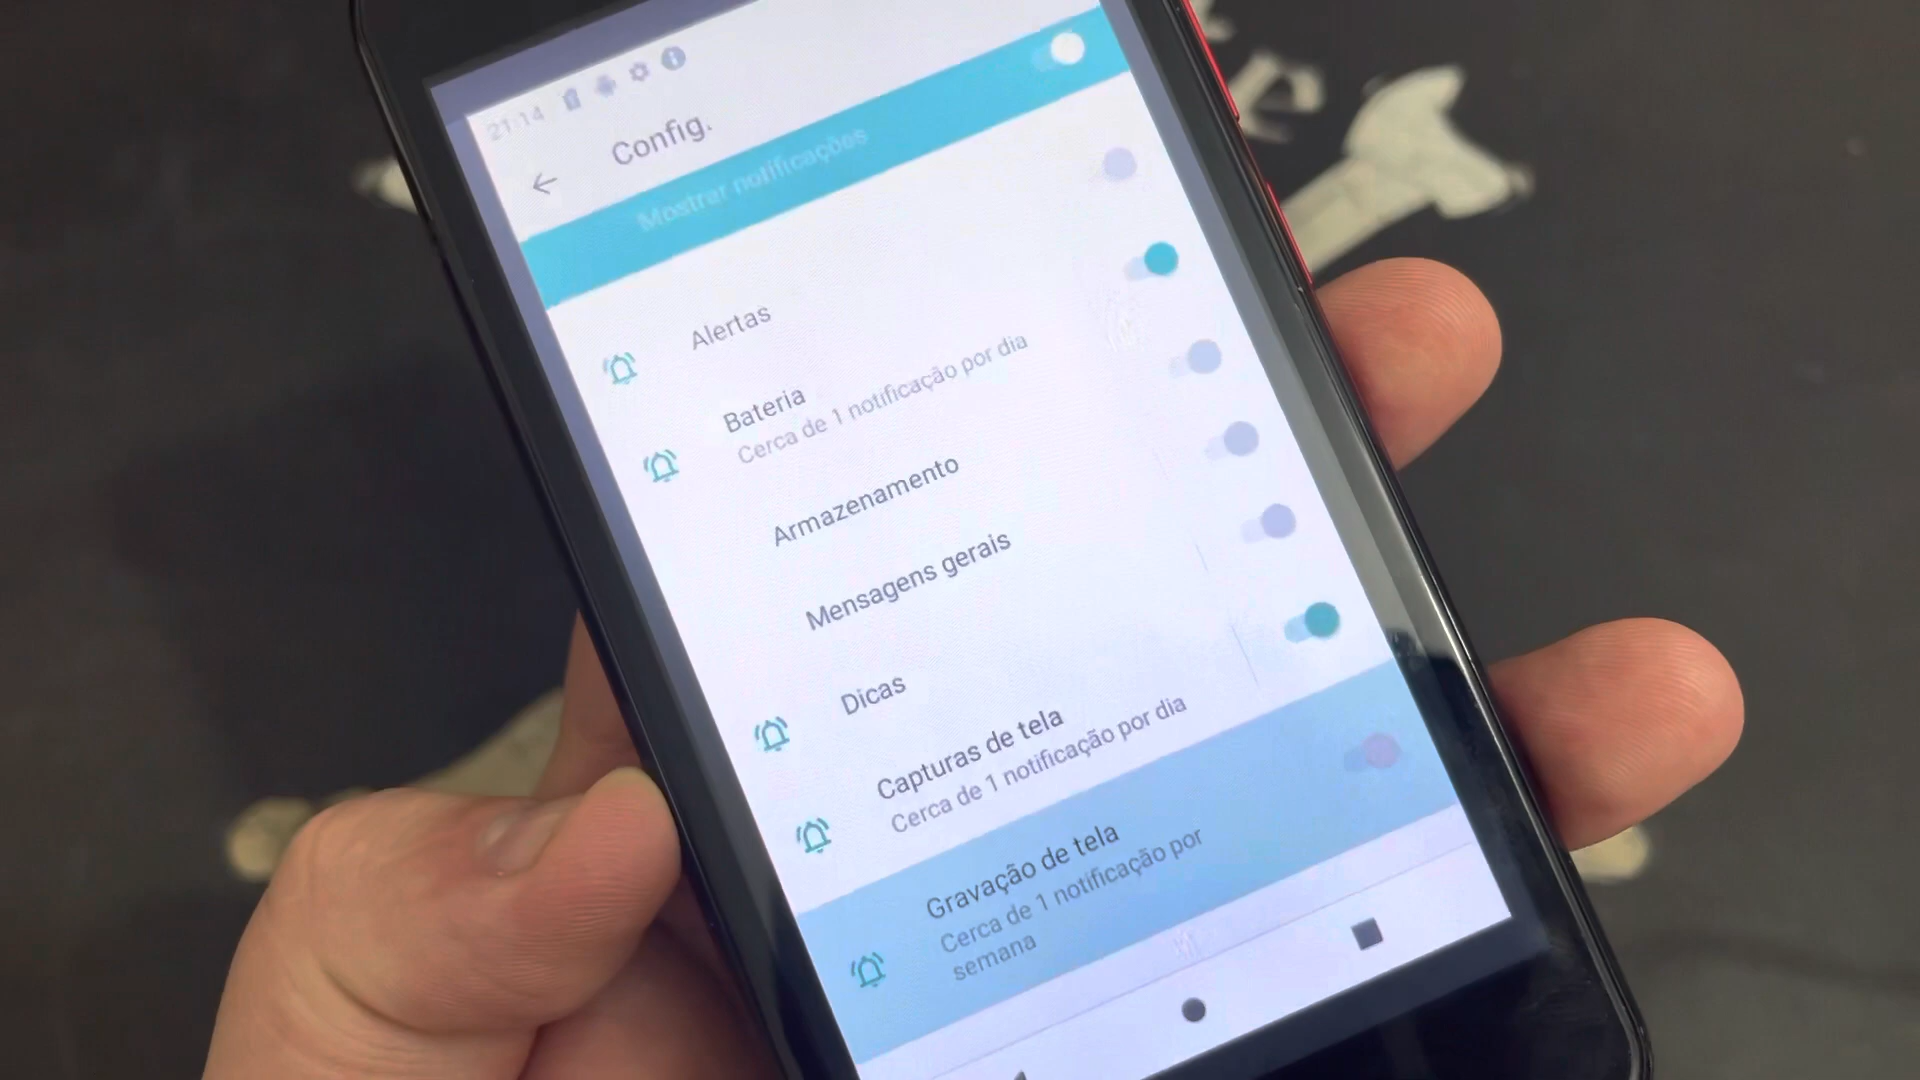 21:14
Config.
Mostrar notificações
Alertas
Bateria
Cerca de 1 notificação por dia
Armazenamento
Mensagens gerais
Dicas
Capturas de tela
Cerca de 1 notificação por dia
Gravação de tela
Cerca de 1 notificação por
semana